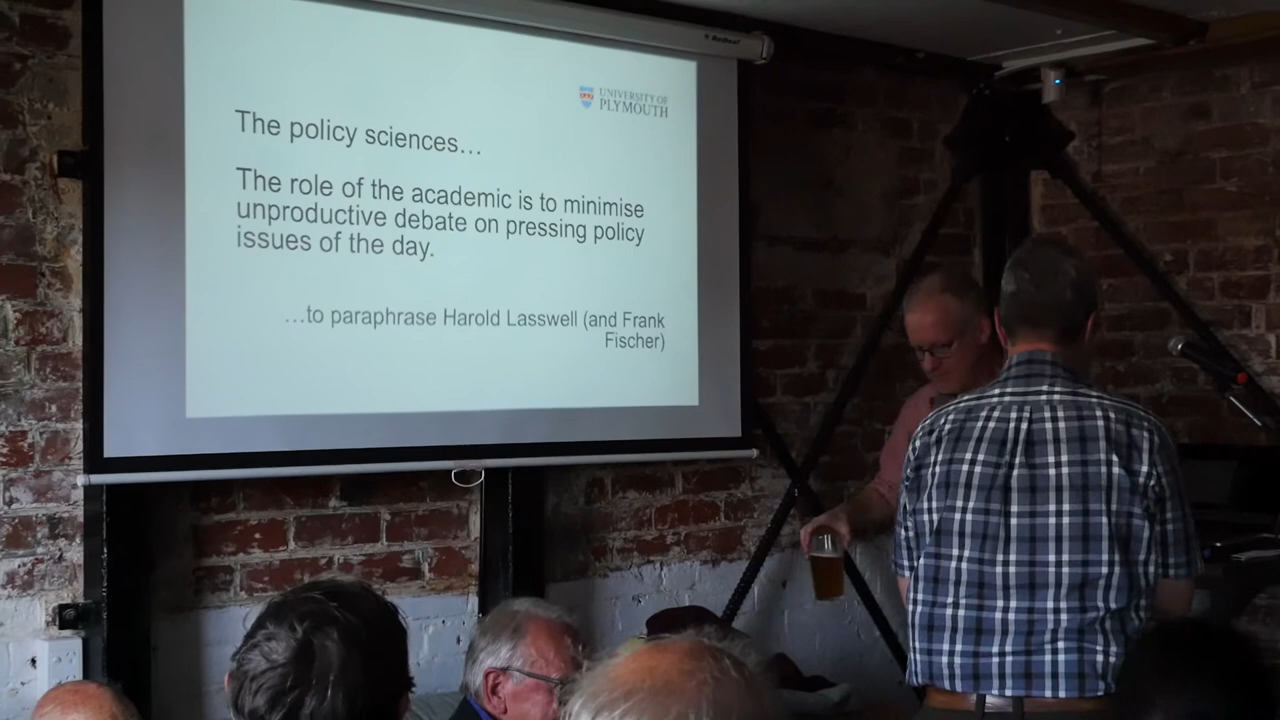 UNIVERSITY OF
PLYMOUTH
The policy sciences…
The role of the academic is to minimise
unproductive debate on pressing policy
issues of the day.
…to paraphrase Harold Lasswell (and Frank
Fischer)